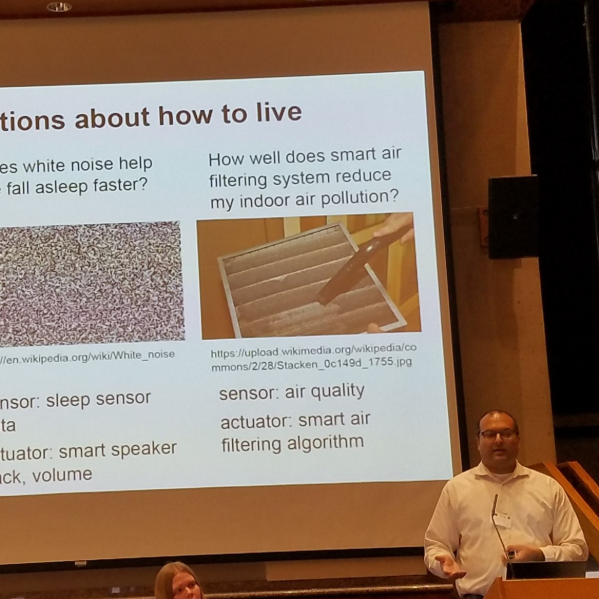 tions about how to live
es white noise help
fall asleep faster?
How well does smart air
filtering system reduce
my indoor air pollution?
//en.wikipedia.org/wiki/White_noise
https://upload.wikimedia.org/wikipedia/co
mmons/2/28/Stacken_0c149d_1755.jpg
nsor: sleep sensor
ta
tuator: smart speaker
ck, volume
sensor: air quality
actuator: smart air
filtering algorithm